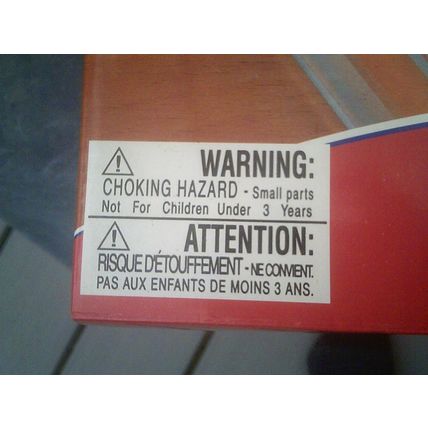 WARNING:
CHOKING HAZARD - Small parts
Not For Children Under 3 Years
ATTENTION:
RISQUE D'ÉTOUFFEMENT - NE CONVIENT.
PAS AUX ENFANTS DE MOINS 3 ANS.